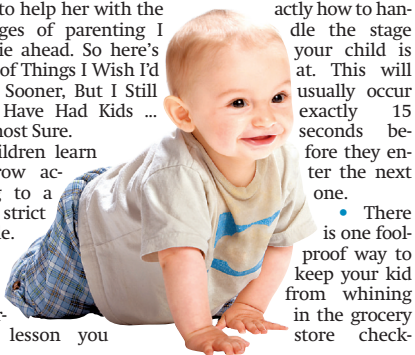 to help her with the
ges of parenting I
ie ahead. So here's
of Things I Wish I'd
Sooner, But I Still
Have Had Kids ...
nost Sure.
ildren learn
row ac-
g to a
strict
e.
r-
lesson you
actly how to han-
dle the stage
your child is
at. This will
usually occur
exactly 15
seconds be-
fore they en-
ter the next
one.
• There
is one fool-
proof way to
keep your kid
from whining
in the grocery
store check-